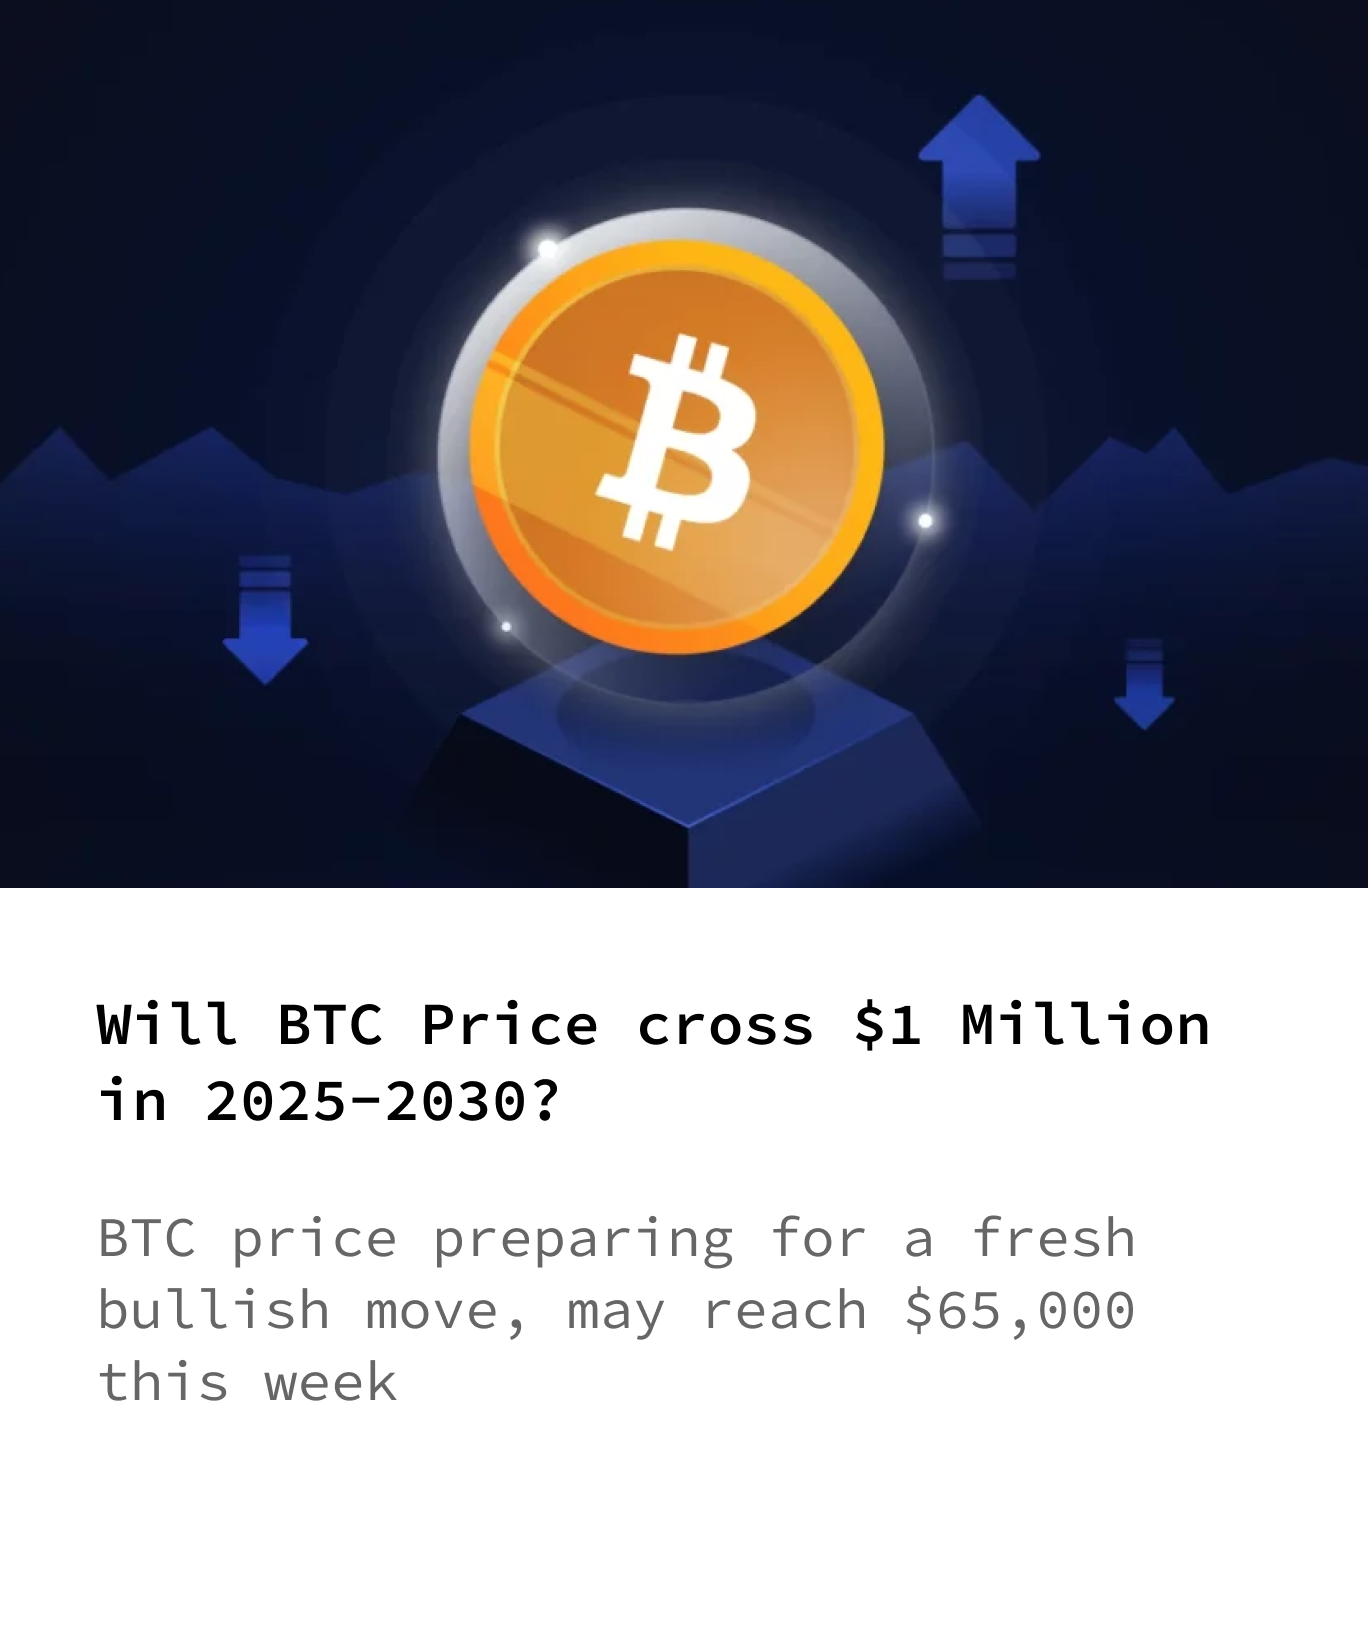 Will BTC Price cross $1 Million
in 2025-2030?
BTC price preparing for a fresh
bullish move, may reach $65,000
this week